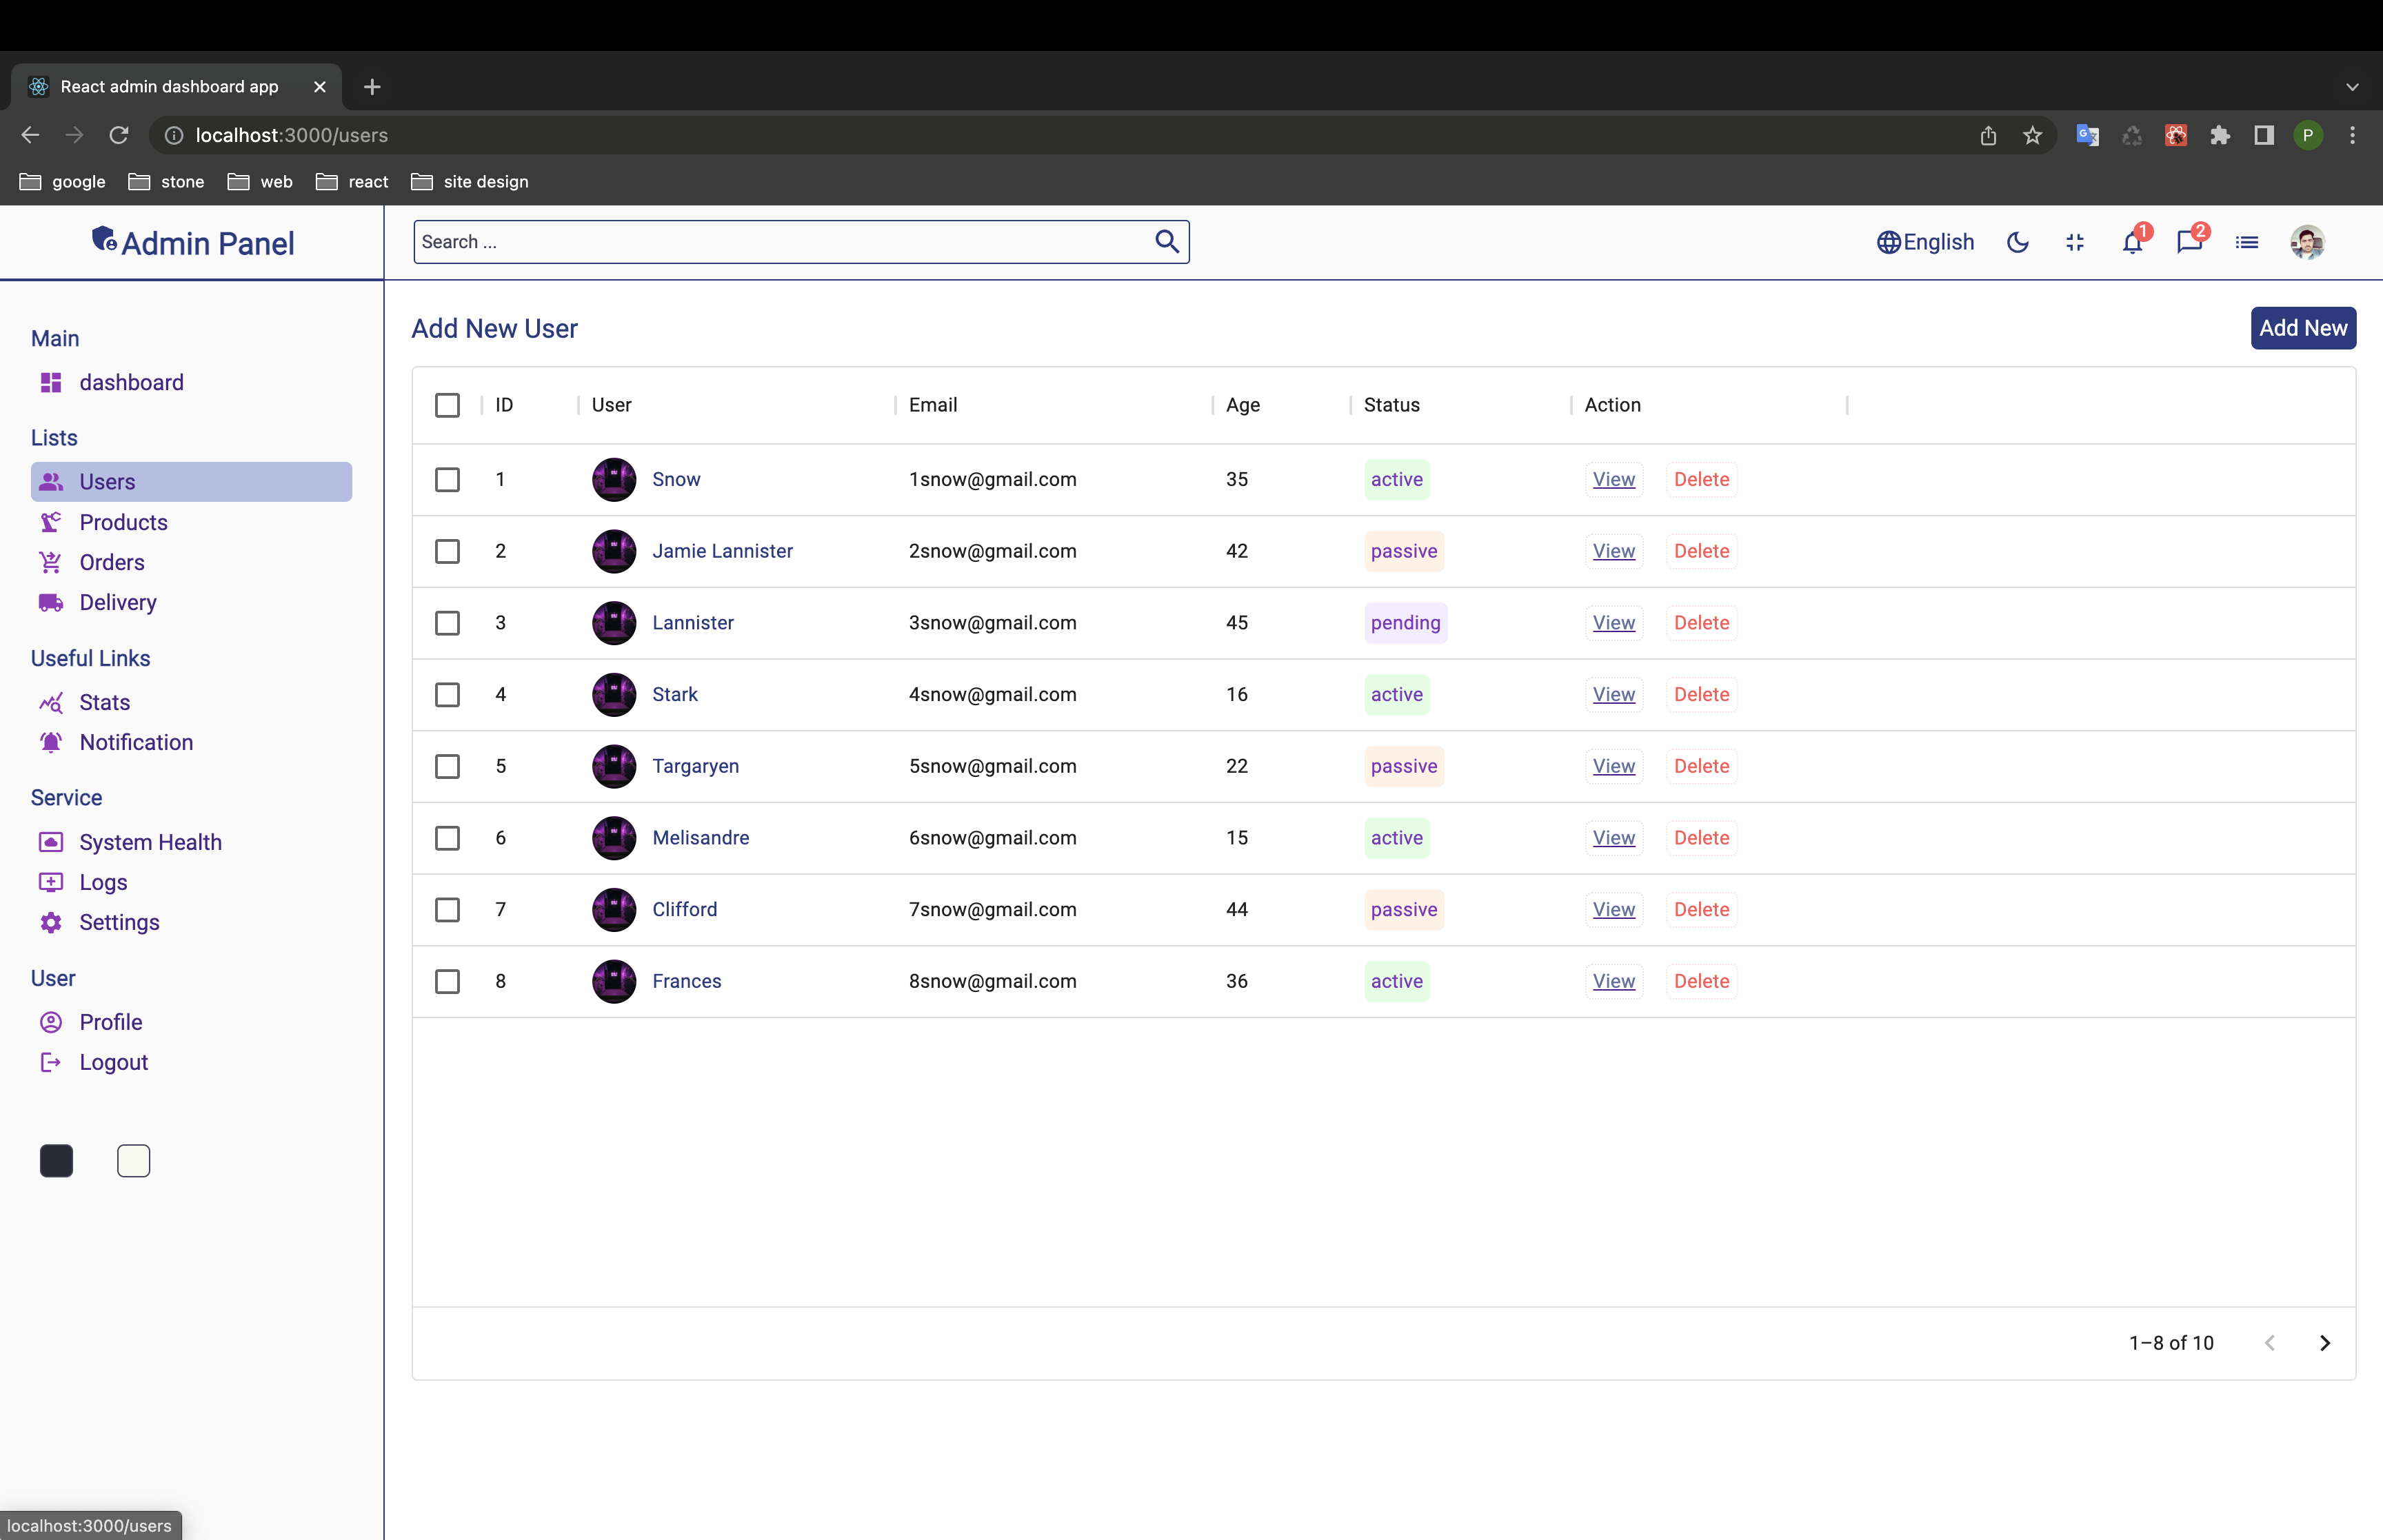 React admin dashboard app
localhost:3000/users
P
google stone web react site design
Admin Panel
Search ...
English
1
2
Main
dashboard
Lists
Users
Products
Orders
Delivery
Useful Links
Stats
Notification
Service
System Health
Logs
Settings
User
Profile
Logout
Add New User
Add New
ID User Email Age Status Action
1 Snow 1snow@gmail.com 35 active View Delete
2 Jamie Lannister 2snow@gmail.com 42 passive View Delete
3 Lannister 3snow@gmail.com 45 pending View Delete
4 Stark 4snow@gmail.com 16 active View Delete
5 Targaryen 5snow@gmail.com 22 passive View Delete
6 Melisandre 6snow@gmail.com 15 active View Delete
7 Clifford 7snow@gmail.com 44 passive View Delete
8 Frances 8snow@gmail.com 36 active View Delete
1–8 of 10
localhost:3000/users